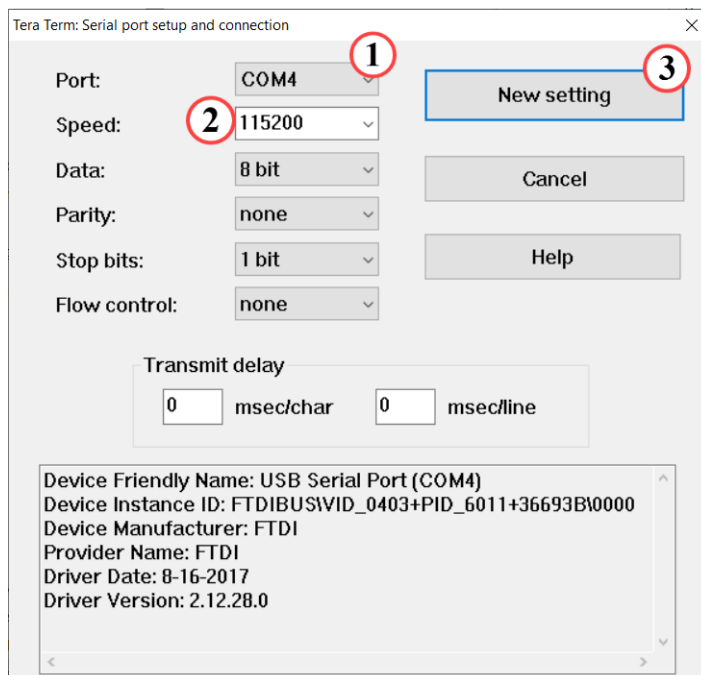 Tera Term: Serial port setup and connection
Port: COM4 1
New setting 3
Speed: 2 115200
Data: 8 bit
Cancel
Parity: none
Stop bits: 1 bit
Help
Flow control: none
Transmit delay
0 msec/char 0 msec/line
Device Friendly Name: USB Serial Port (COM4)
Device Instance ID: FTDIBUS\VID_0403+PID_6011+36693B\0000
Device Manufacturer: FTDI
Provider Name: FTDI
Driver Date: 8-16-2017
Driver Version: 2.12.28.0